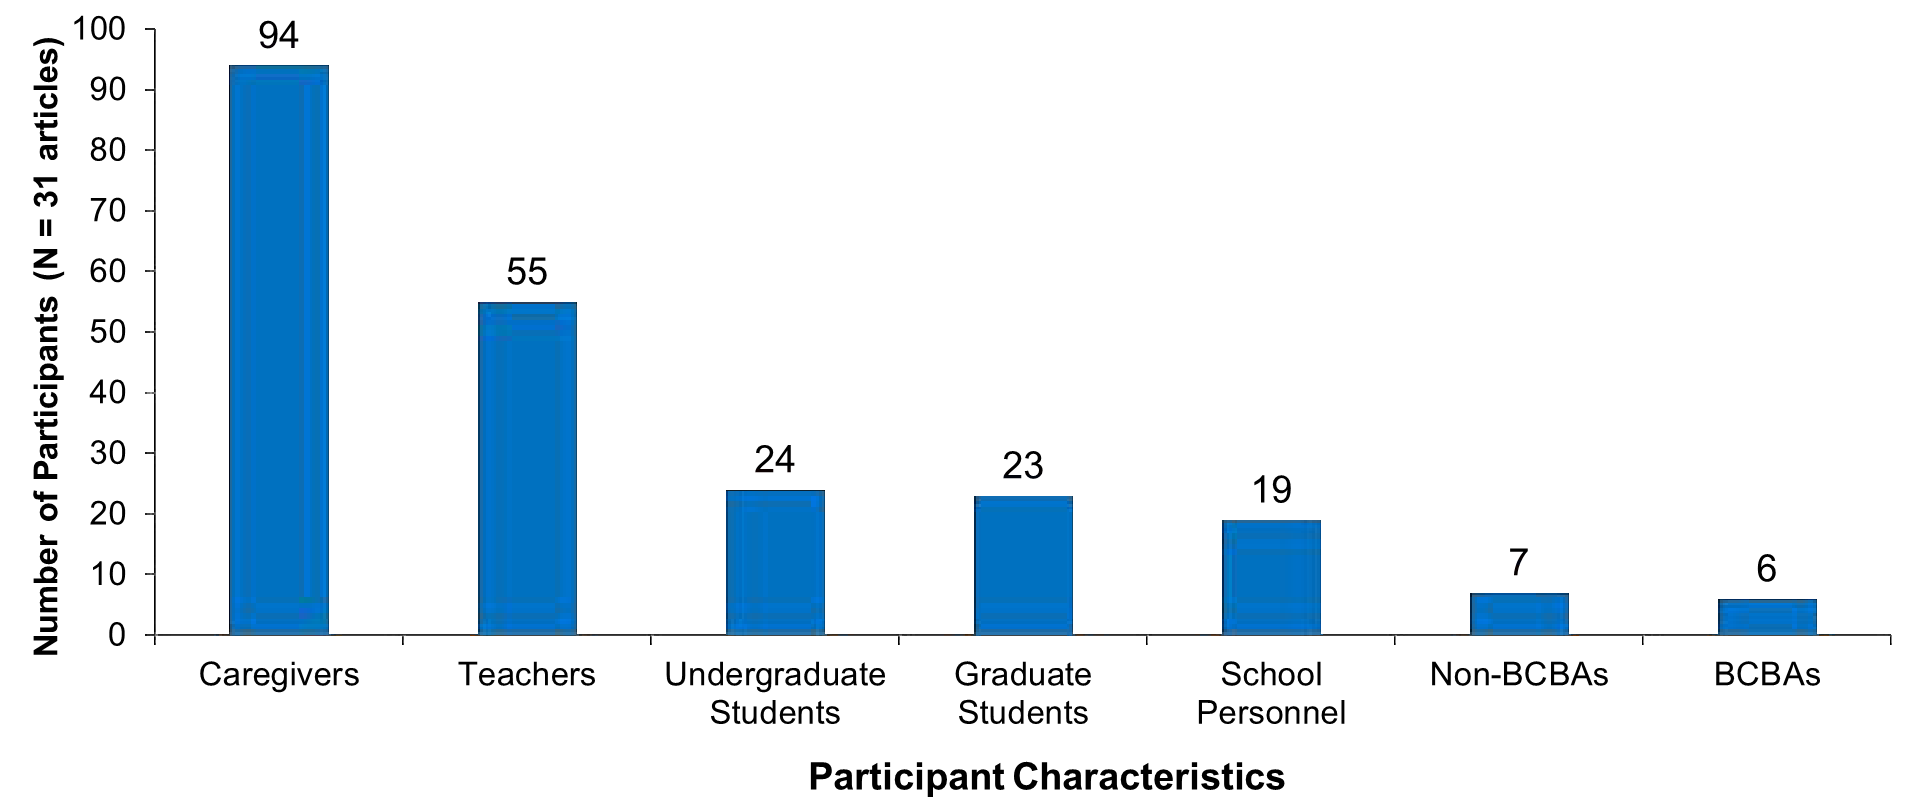 Number of Participants (N = 31 articles)
100
90
80
70
60
50
40
30
20
10
0
94
55
24
23
19
7
6
Caregivers
Teachers
Undergraduate
Students
Graduate
Students
School
Personnel
Non-BCBAs
BCBAs
Participant Characteristics